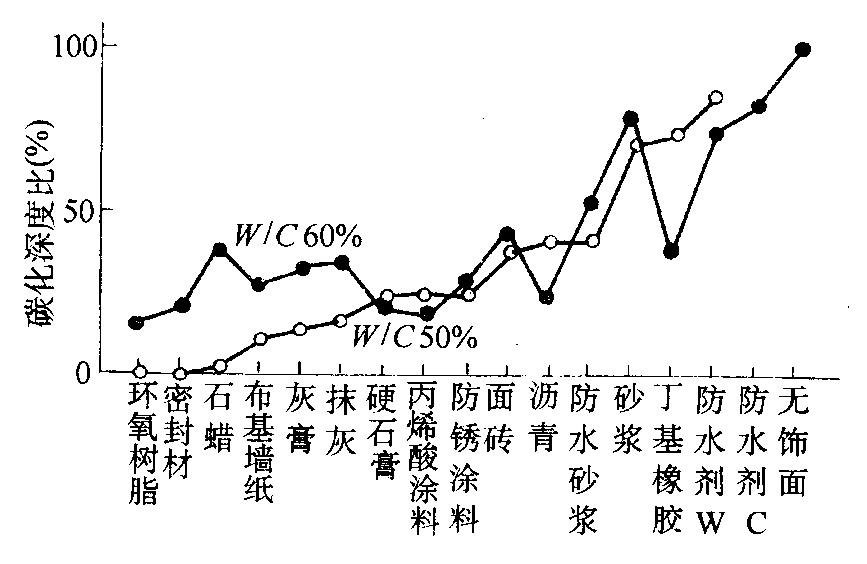 碳化深度比(%)
100
50
0
W/C 60%
W/C 50%
环氧树脂
密封材
石蜡
布基墙纸
灰膏
抹灰
硬石膏
丙烯酸涂料
防锈涂料
面砖
沥青
防水砂浆
砂浆
丁基橡胶
防水剂W
防水剂C
无饰面